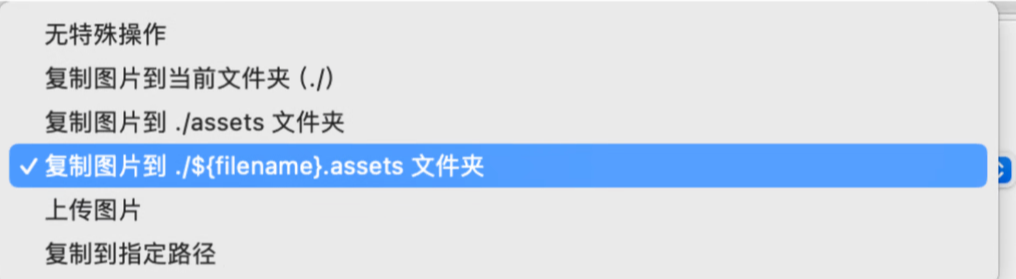 无特殊操作
复制图片到当前文件夹 (./)
复制图片到 ./assets 文件夹
✓ 复制图片到 ./${filename}.assets 文件夹
上传图片
复制到指定路径